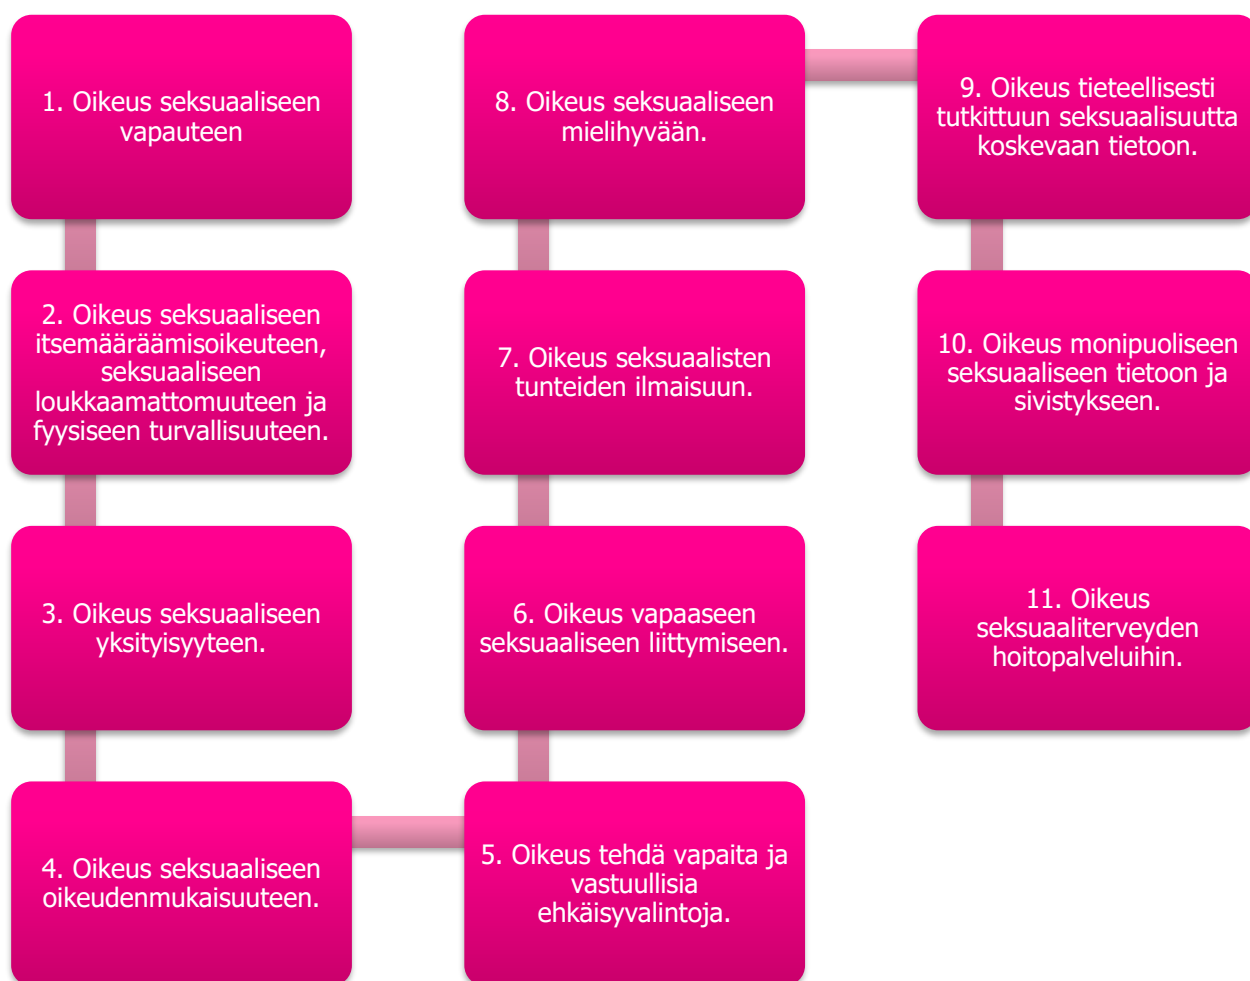 1. Oikeus seksuaaliseen
vapauteen
2. Oikeus seksuaaliseen
itsemääräämisoikeuteen,
seksuaaliseen
loukkaamattomuuteen ja
fyysiseen turvallisuuteen.
3. Oikeus seksuaaliseen
yksityisyyteen.
4. Oikeus seksuaaliseen
oikeudenmukaisuuteen.
5. Oikeus tehdä vapaita ja
vastuullisia
ehkäisyvalintoja.
6. Oikeus vapaaseen
seksuaaliseen liittymiseen.
7. Oikeus seksuaalisten
tunteiden ilmaisuun.
8. Oikeus seksuaaliseen
mielihyvään.
9. Oikeus tieteellisesti
tutkittuun seksuaalisuutta
koskevaan tietoon.
10. Oikeus monipuoliseen
seksuaaliseen tietoon ja
sivistykseen.
11. Oikeus
seksuaaliterveyden
hoitopalveluihin.